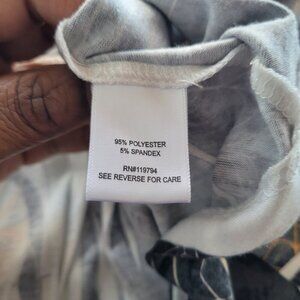 95% POLYESTER
5% SPANDEX
RN#119794
SEE REVERSE FOR CARE